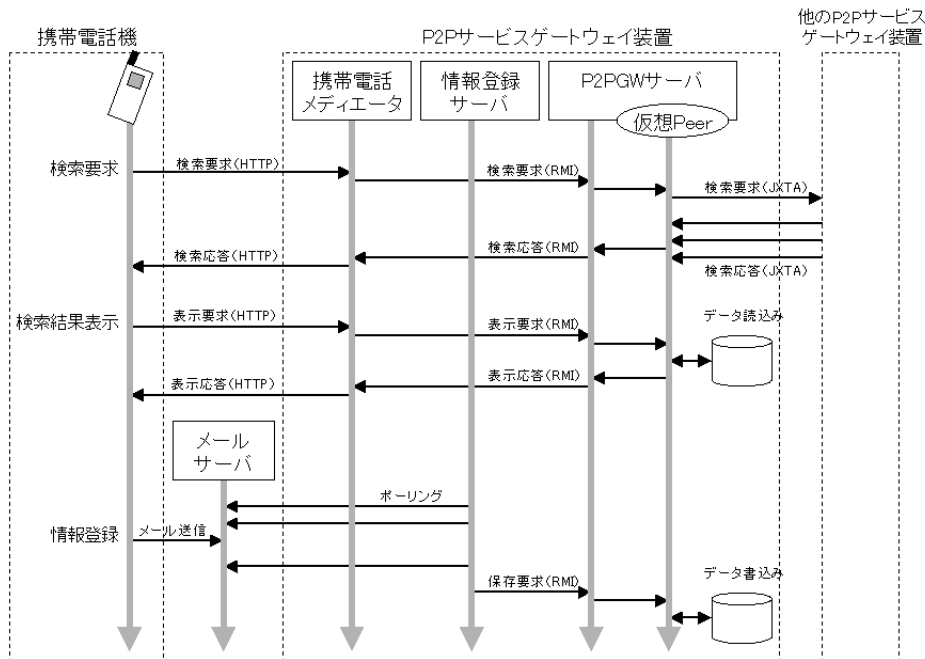 携帯電話機
P2Pサービスゲートウェイ装置
他のP2Pサービス
ゲートウェイ装置
携帯電話
メディエータ
情報登録
サーバ
P2PGWサーバ
仮想Peer
検索要求
検索要求(HTTP)
検索要求(RMI)
検索要求(JXTA)
検索応答(HTTP)
検索応答(RMI)
検索応答(JXTA)
検索結果表示
表示要求(HTTP)
表示要求(RMI)
データ読込み
表示応答(HTTP)
表示応答(RMI)
メール
サーバ
ポーリング
情報登録
メール送信
保存要求(RMI)
データ書込み